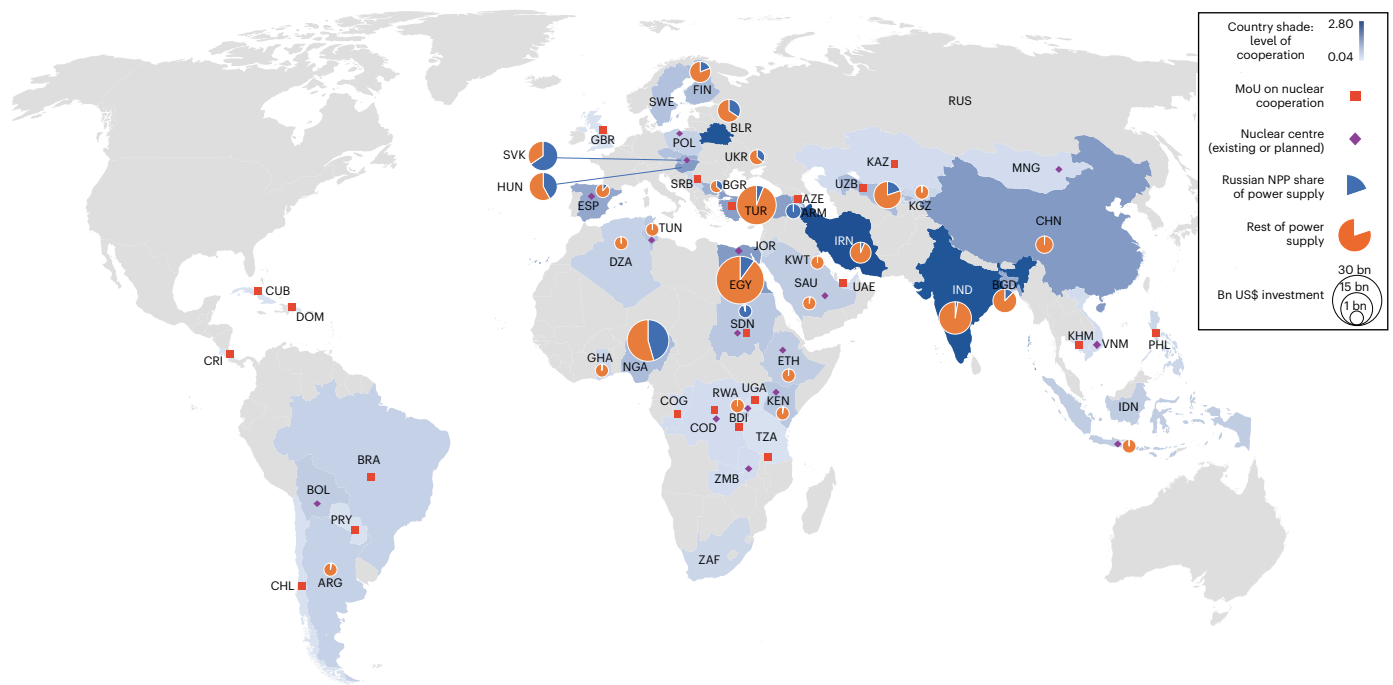 Country shade:
level of
cooperation
2.80
0.04
MoU on nuclear
cooperation
Nuclear centre
(existing or planned)
Russian NPP share
of power supply
Rest of power
supply
Bn US$ investment
30 bn
15 bn
1 bn
FIN
SWE
RUS
GBR
POL
BLR
SVK
UKR
KAZ
MNG
HUN
SRB
BGR
UZB
ESP
TUR
AZE
ARM
KGZ
TUN
CHN
DZA
JOR
IRN
KWT
EGY
SAU
UAE
IND
BGD
CUB
DOM
SDN
KHM
VNM
PHL
CRI
GHA
NGA
ETH
COG
RWA
UGA
KEN
BDI
COD
TZA
IDN
BRA
ZMB
BOL
PRY
ZAF
CHL
ARG